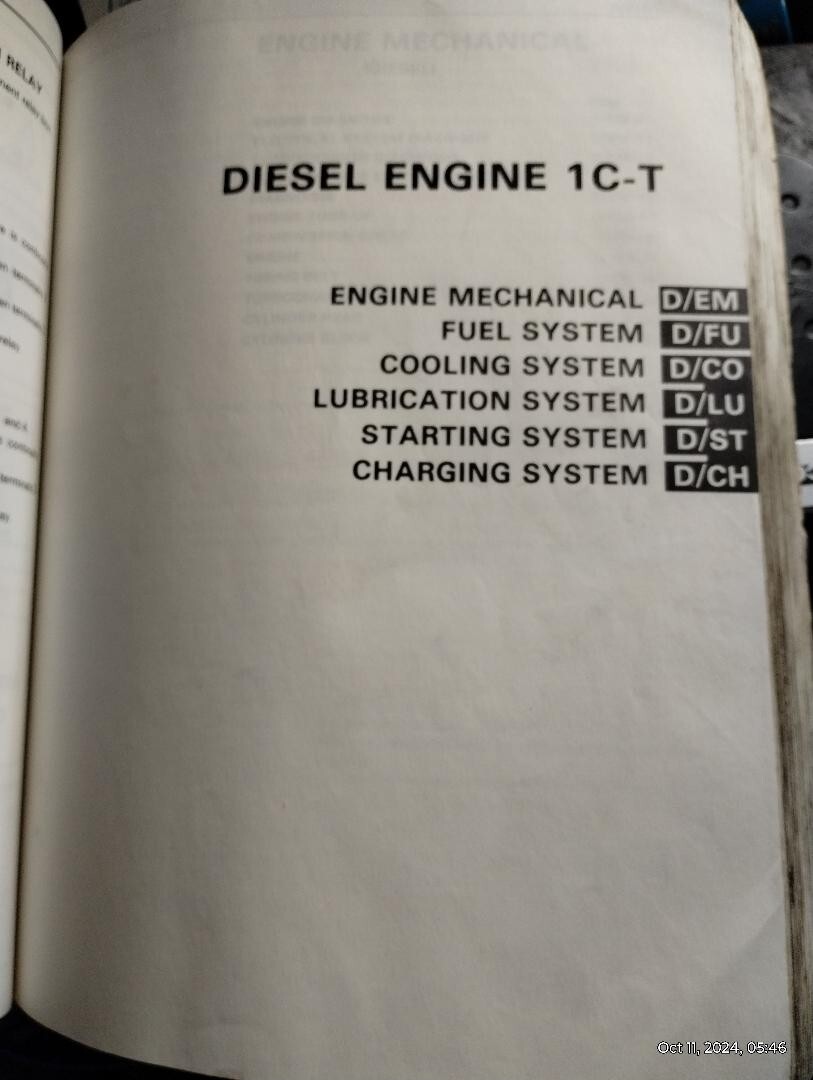 RELAY
DIESEL ENGINE 1C-T
ENGINE MECHANICAL D/EM
FUEL SYSTEM D/FU
COOLING SYSTEM D/CO
LUBRICATION SYSTEM D/LU
STARTING SYSTEM D/ST
CHARGING SYSTEM D/CH
Oct 11, 2024, 05:46